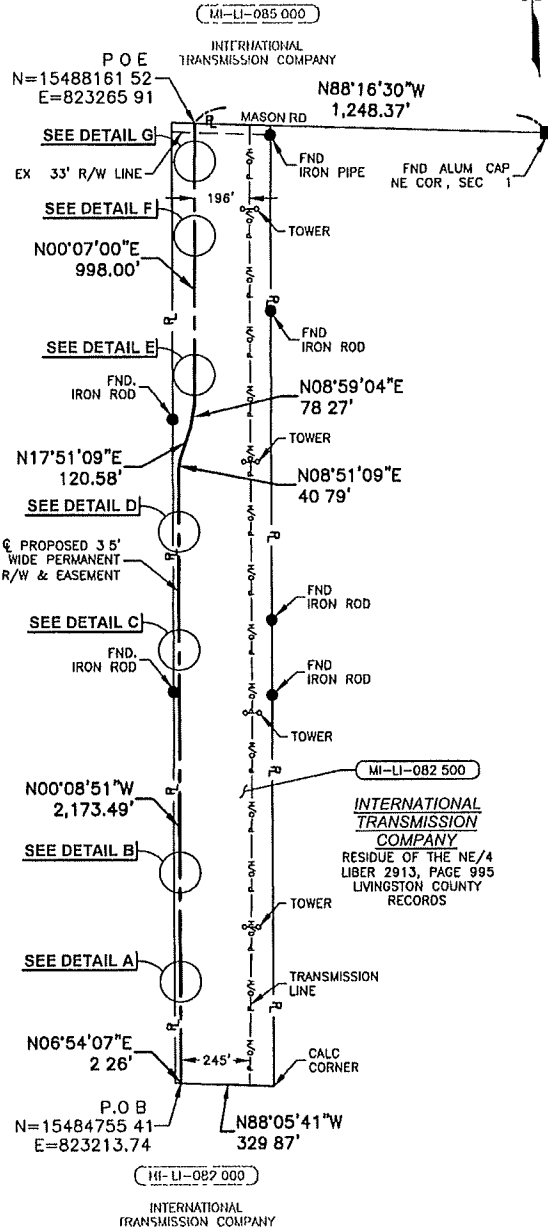 MI-LI-085 000
INTERNATIONAL
TRANSMISSION COMPANY
P O E
N=15488161 52
E=823265 91
N88°16'30"W
1,248.37'
MASON RD
SEE DETAIL G
EX 33' R/W LINE
FND
IRON PIPE
FND ALUM CAP
NE COR, SEC 1
196'
SEE DETAIL F
TOWER
N00°07'00"E
998.00'
FND
IRON ROD
SEE DETAIL E
FND.
IRON ROD
N08°59'04"E
78 27'
TOWER
N17°51'09"E
120.58'
N08°51'09"E
40 79'
SEE DETAIL D
℄ PROPOSED 3 5'
WIDE PERMANENT
R/W & EASEMENT
FND
IRON ROD
SEE DETAIL C
FND.
IRON ROD
FND
IRON ROD
TOWER
MI-LI-082 500
N00°08'51"W
2,173.49'
INTERNATIONAL
TRANSMISSION
COMPANY
RESIDUE OF THE NE/4
LIBER 2913, PAGE 995
LIVINGSTON COUNTY
RECORDS
SEE DETAIL B
TOWER
SEE DETAIL A
TRANSMISSION
LINE
N06°54'07"E
2 26'
245'
CALC
CORNER
P.O B
N=15484755 41
E=823213.74
N88°05'41"W
329 87'
MI-LI-082 000
INTERNATIONAL
TRANSMISSION COMPANY